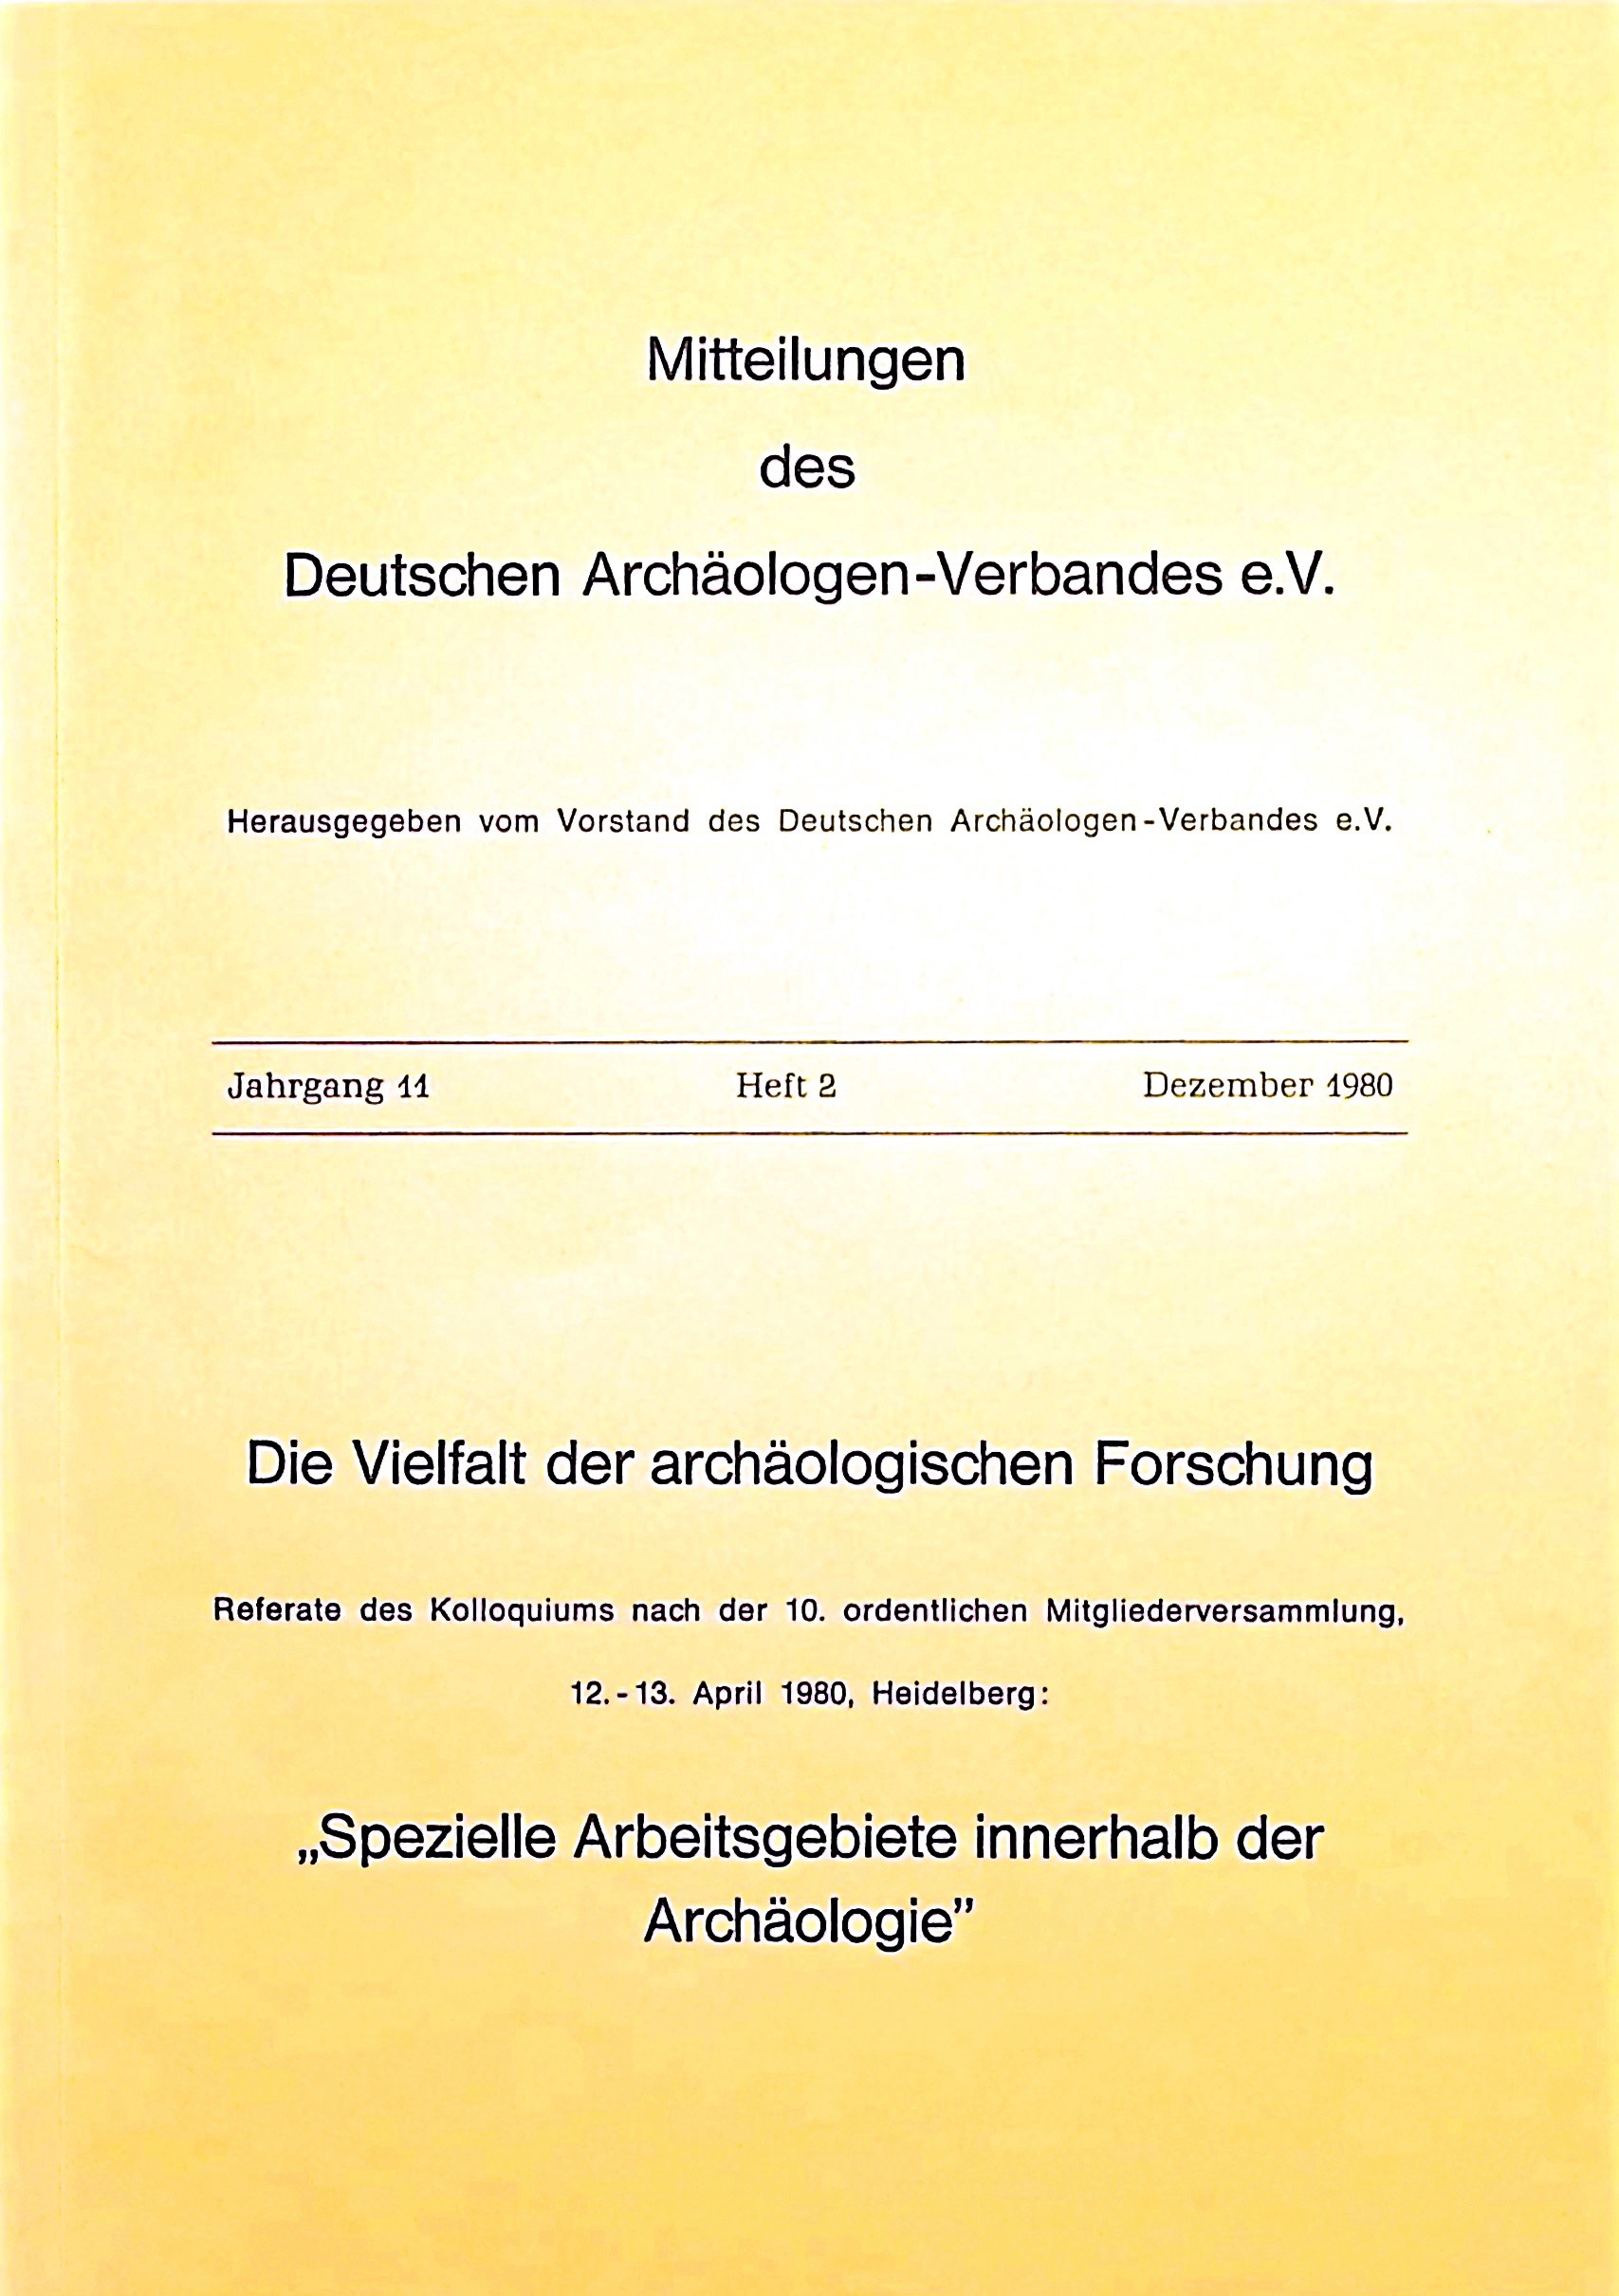 Mitteilungen
des
Deutschen Archäologen-Verbandes e.V.
Herausgegeben vom Vorstand des Deutschen Archäologen-Verbandes e.V.
Jahrgang 11 Heft 2 Dezember 1980
Die Vielfalt der archäologischen Forschung
Referate des Kolloquiums nach der 10. ordentlichen Mitgliederversammlung,
12.-13. April 1980, Heidelberg:
„Spezielle Arbeitsgebiete innerhalb der
Archäologie”